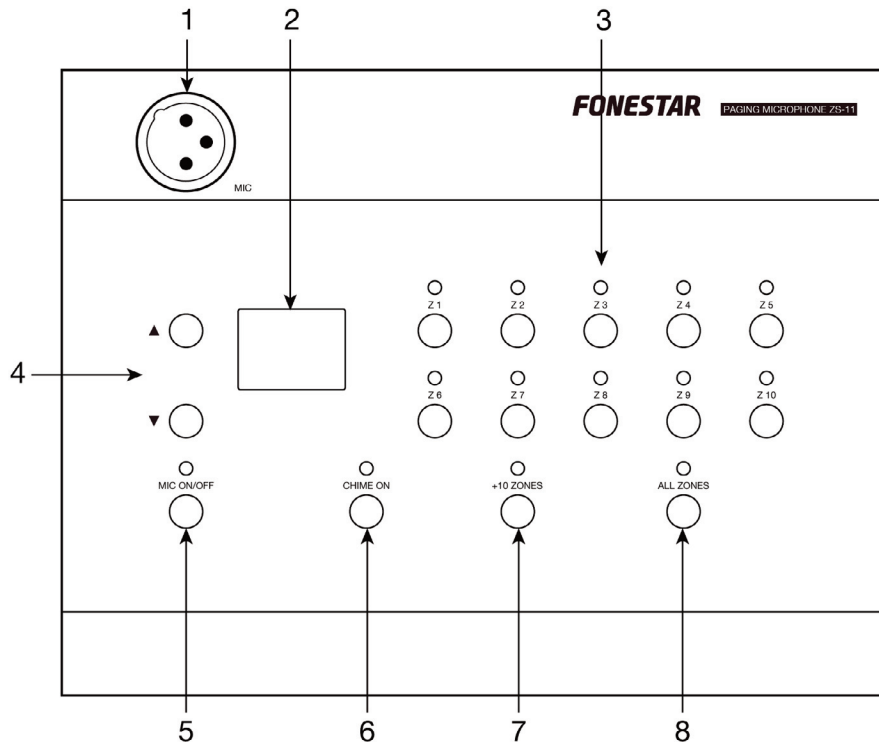 1 2 3
FONESTAR PAGING MICROPHONE ZS-11
MIC
Z 1 Z 2 Z 3 Z 4 Z 5
▲
4
▼
Z 6 Z 7 Z 8 Z 9 Z 10
MIC ON/OFF CHIME ON +10 ZONES ALL ZONES
5 6 7 8